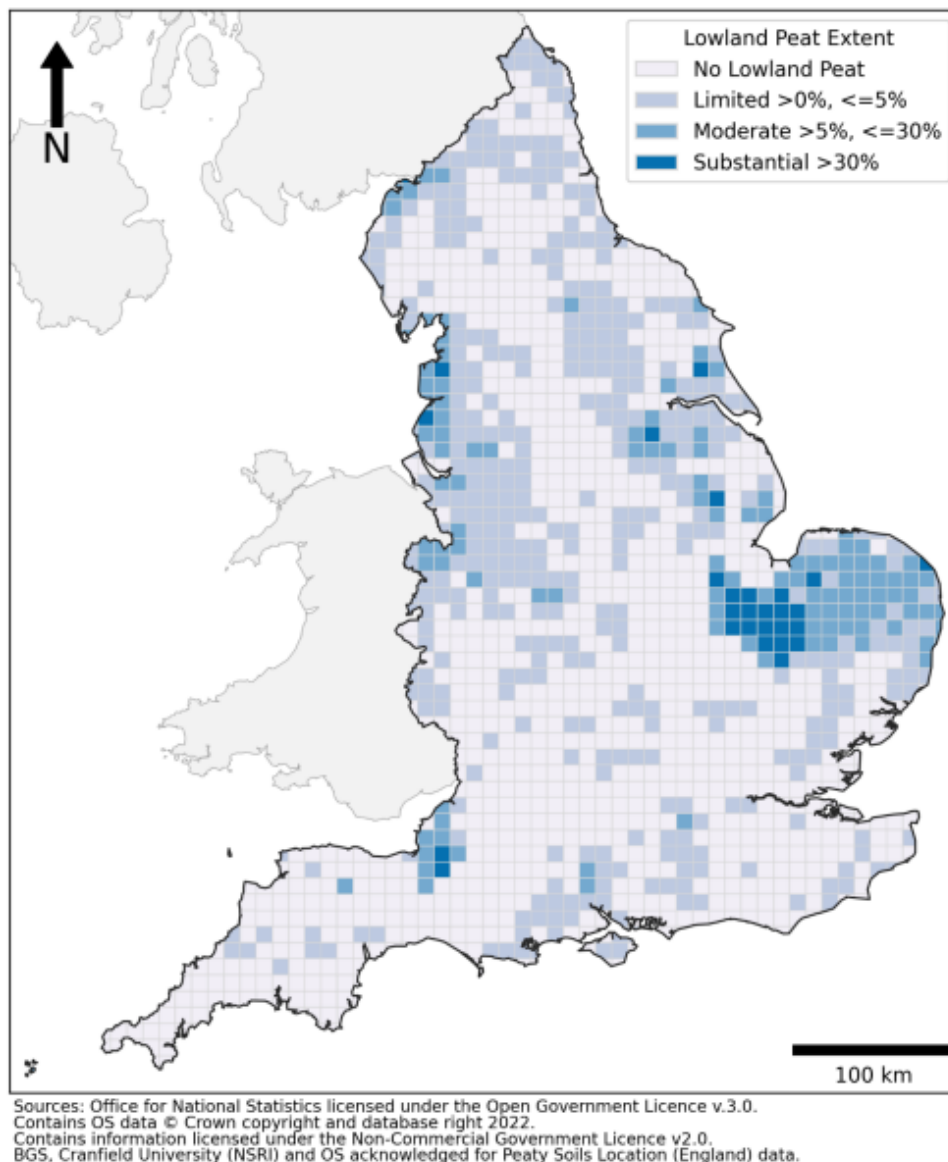 N
Lowland Peat Extent
No Lowland Peat
Limited >0%, <=5%
Moderate >5%, <=30%
Substantial >30%
100 km
Sources: Office for National Statistics licensed under the Open Government Licence v.3.0.
Contains OS data © Crown copyright and database right 2022.
Contains information licensed under the Non-Commercial Government Licence v2.0.
BGS, Cranfield University (NSRI) and OS acknowledged for Peaty Soils Location (England) data.